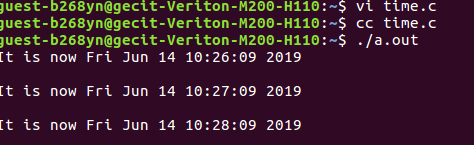 guest-b268yn@gecit-Veriton-M200-H110:~$ vi time.c
guest-b268yn@gecit-Veriton-M200-H110:~$ cc time.c
guest-b268yn@gecit-Veriton-M200-H110:~$ ./a.out
It is now Fri Jun 14 10:26:09 2019
It is now Fri Jun 14 10:27:09 2019
It is now Fri Jun 14 10:28:09 2019